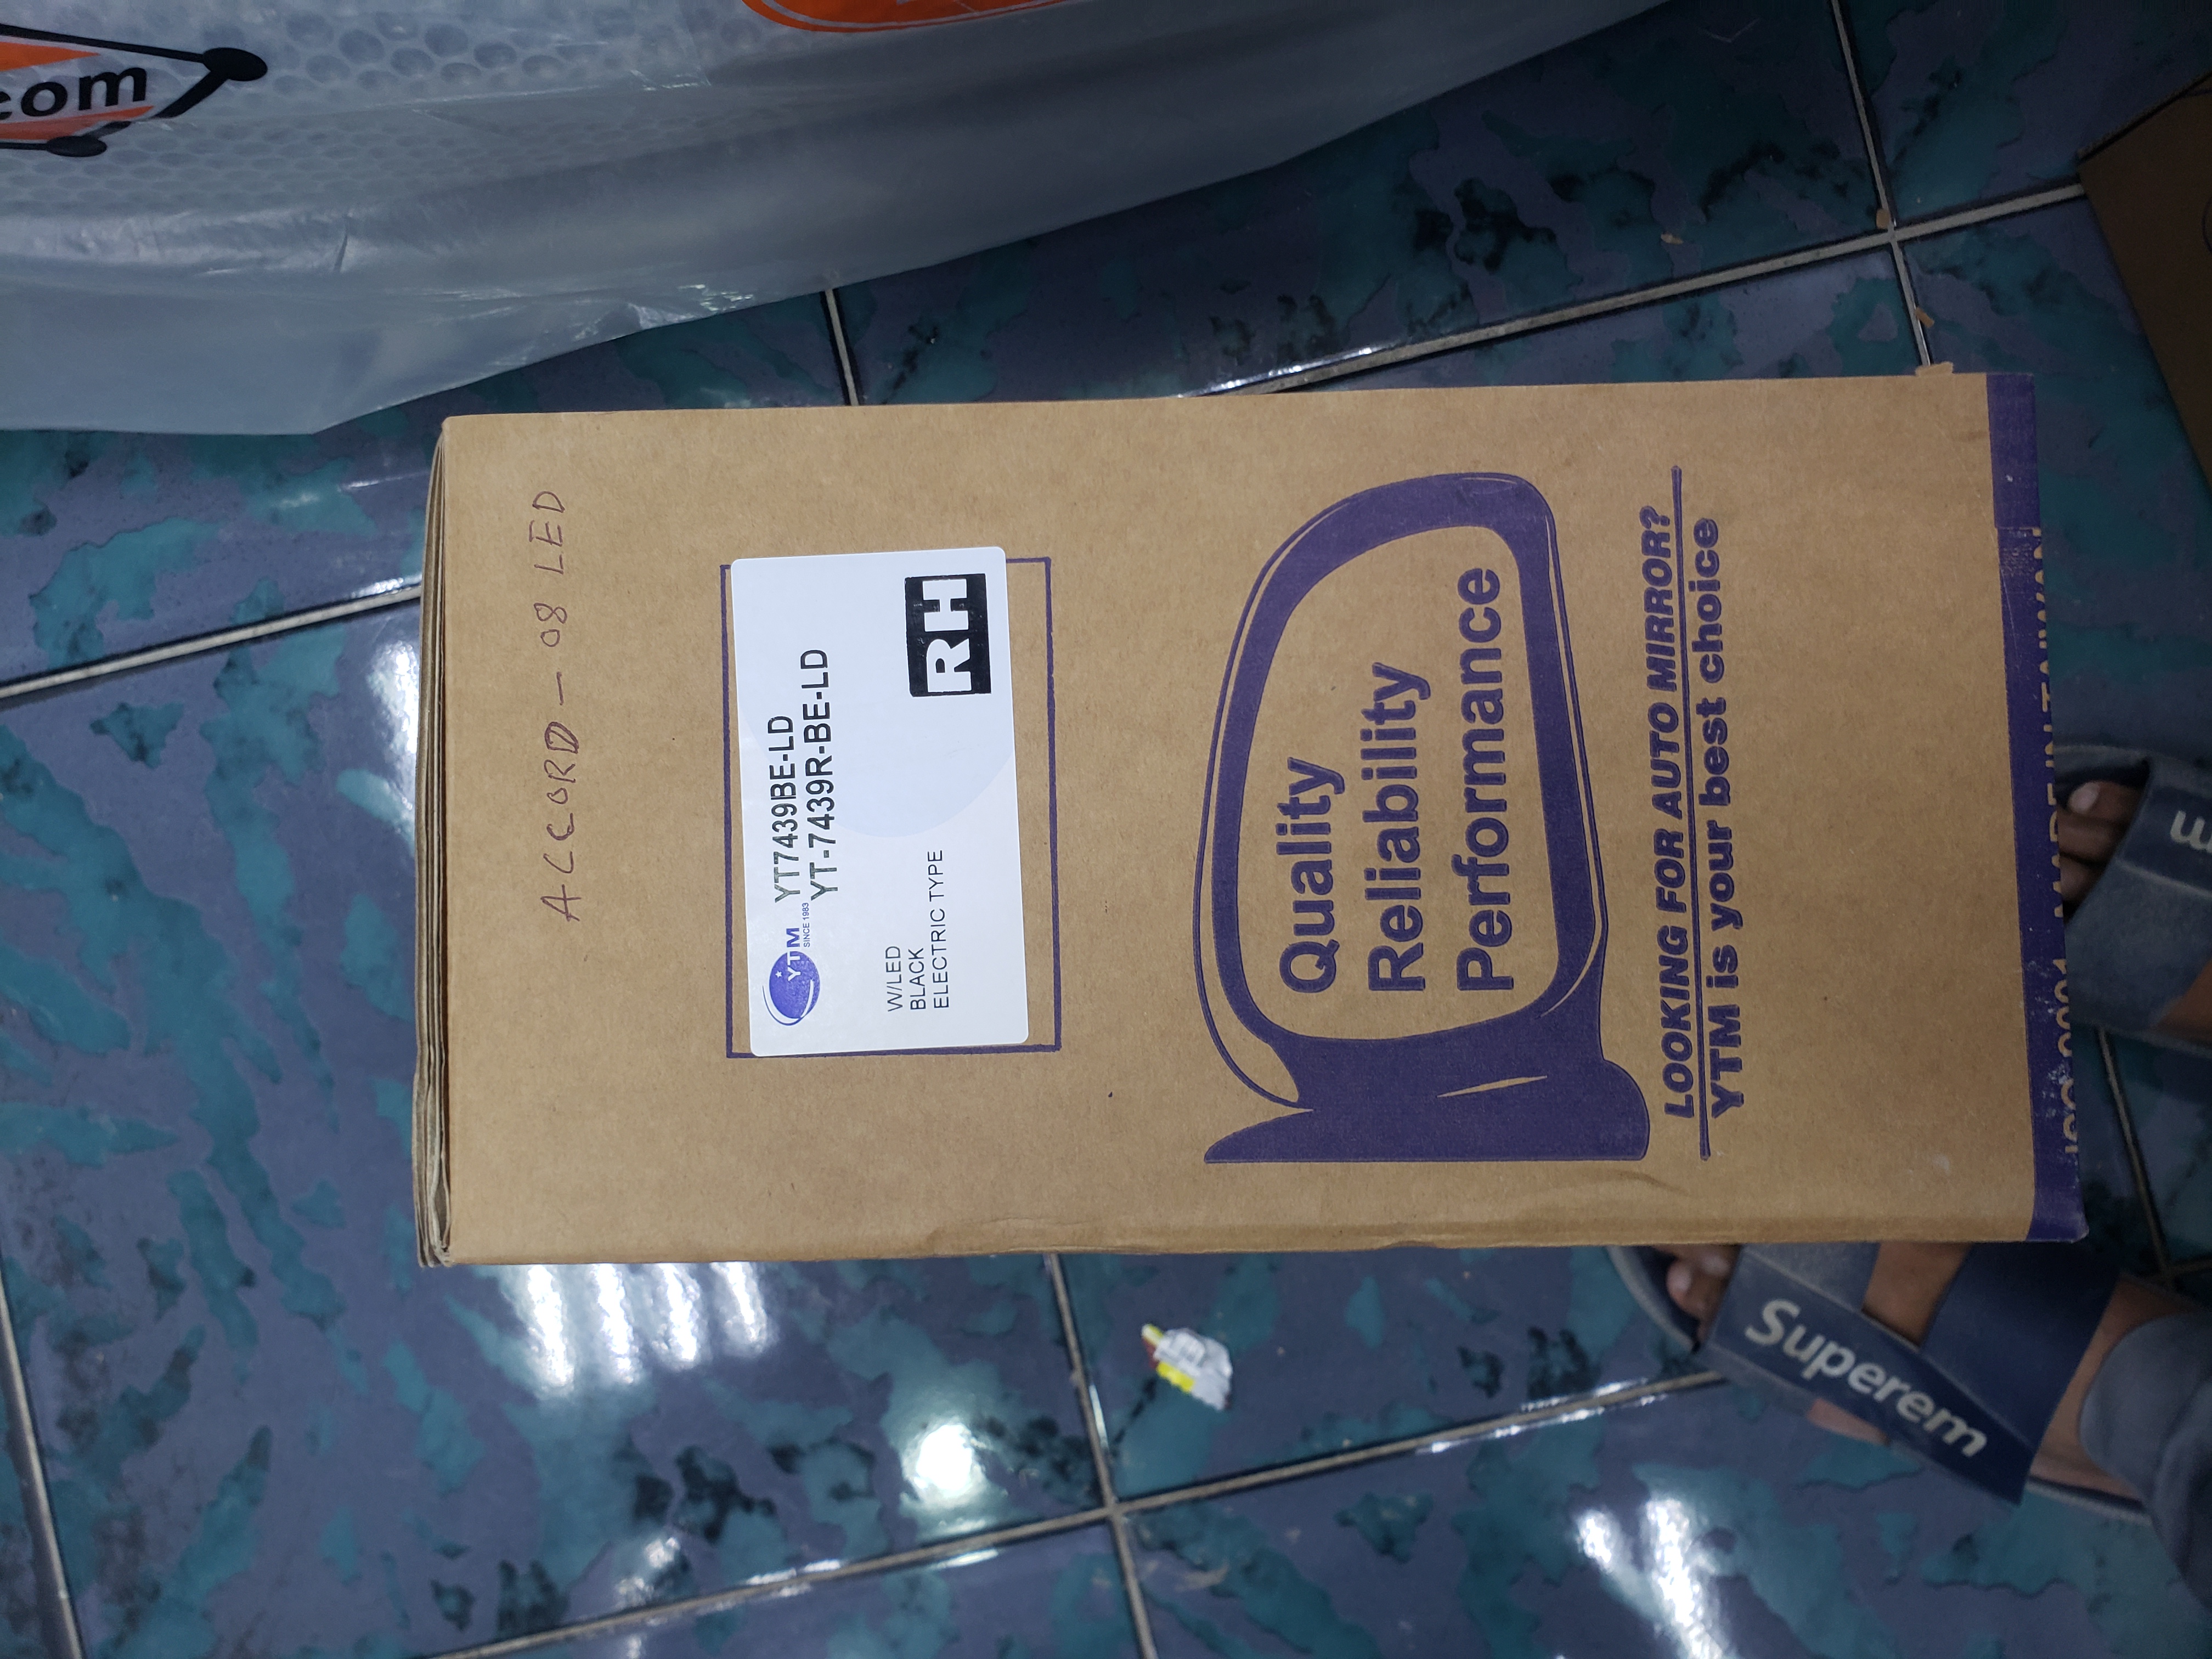 com
ACCORD - 08 LED
YTM
SINCE 1983
YT7439BE-LD
YT-7439R-BE-LD
W/LED
BLACK
ELECTRIC TYPE
RH
Quality
Reliability
Performance
LOOKING FOR AUTO MIRROR?
YTM is your best choice
Superem